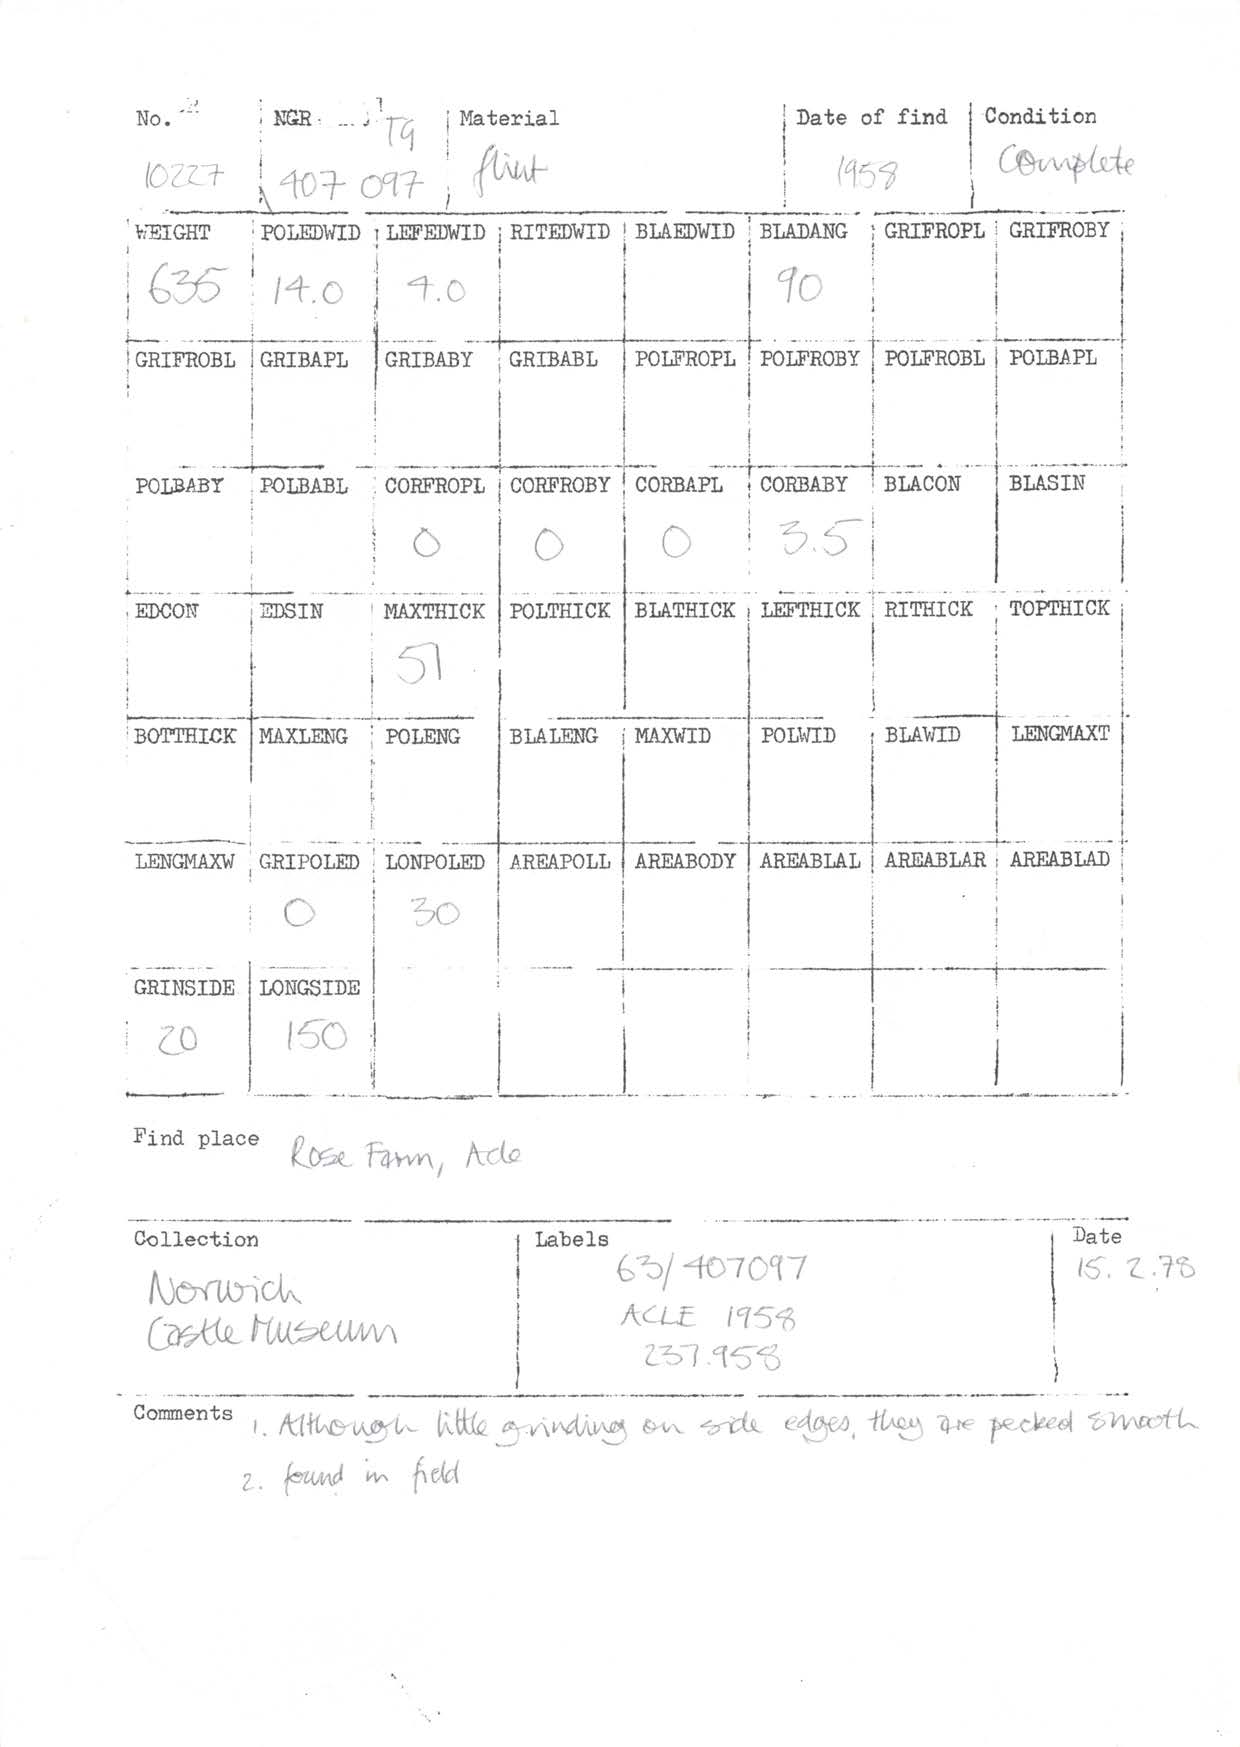 No. NGR TG Material Date of find Condition
10227 407 097 flint 1958 Complete
WEIGHT POLEDWID LEFEDWID RITEDWID BLAEDWID BLADANG GRIFROPL GRIFROBY
635 14.0 4.0 90
GRIFROBL GRIBAPL GRIBABY GRIBABL POLFROPL POLFROBY POLFROBL POLBAPL
POLBABY POLBABL CORFROPL CORFROBY CORBAPL CORBABY BLACON BLASIN
0 0 0 3.5
EDCON EDSIN MAXTHICK POLTHICK BLATHICK LEFTHICK RITHICK TOPTHICK
51
BOTTHICK MAXLENG POLENG BLALENG MAXWID POLWID BLAWID LENGMAXT
LENGMAXW GRIPOLED LONPOLED AREAPOLL AREABODY AREABLAL AREABLAR AREABLAD
0 30
GRINSIDE LONGSIDE
20 150
Find place Rose Farm, Acle
Collection Labels Date
Norwich 63/407097 15.2.78
Castle Museum ACLE 1958
237.958
Comments 1. Although little grinding on side edges, they are pecked smooth
2. found in field